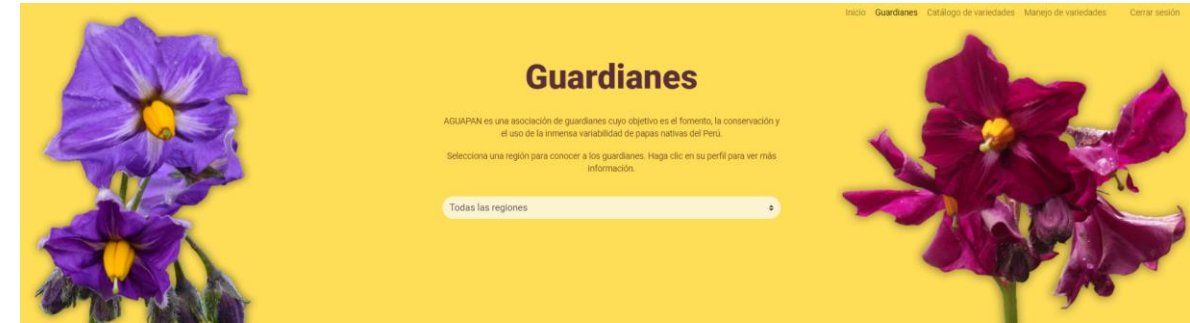 Inicio Guardianes Catálogo de variedades Manejo de variedades Cerrar sesión
Guardianes
AGUAPAN es una asociación de guardianes cuyo objetivo es el fomento, la conservación y
el uso de la inmensa variabilidad de papas nativas del Perú.
Selecciona una región para conocer a los guardianes. Haga clic en su perfil para ver más
información.
Todas las regiones